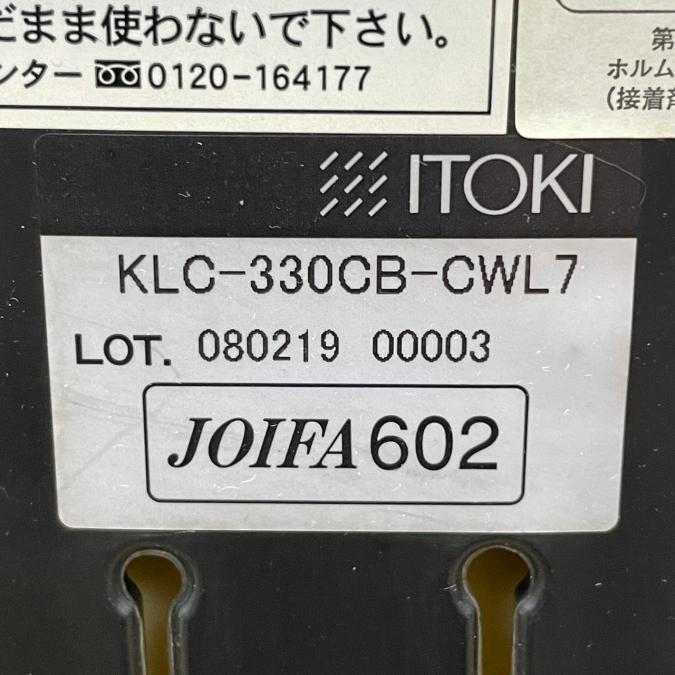 だまま使わないで下さい。
ンター 0120-164177
第
ホルム
(接着剤
ITOKI
KLC-330CB-CWL7
LOT. 080219 00003
JOIFA 602